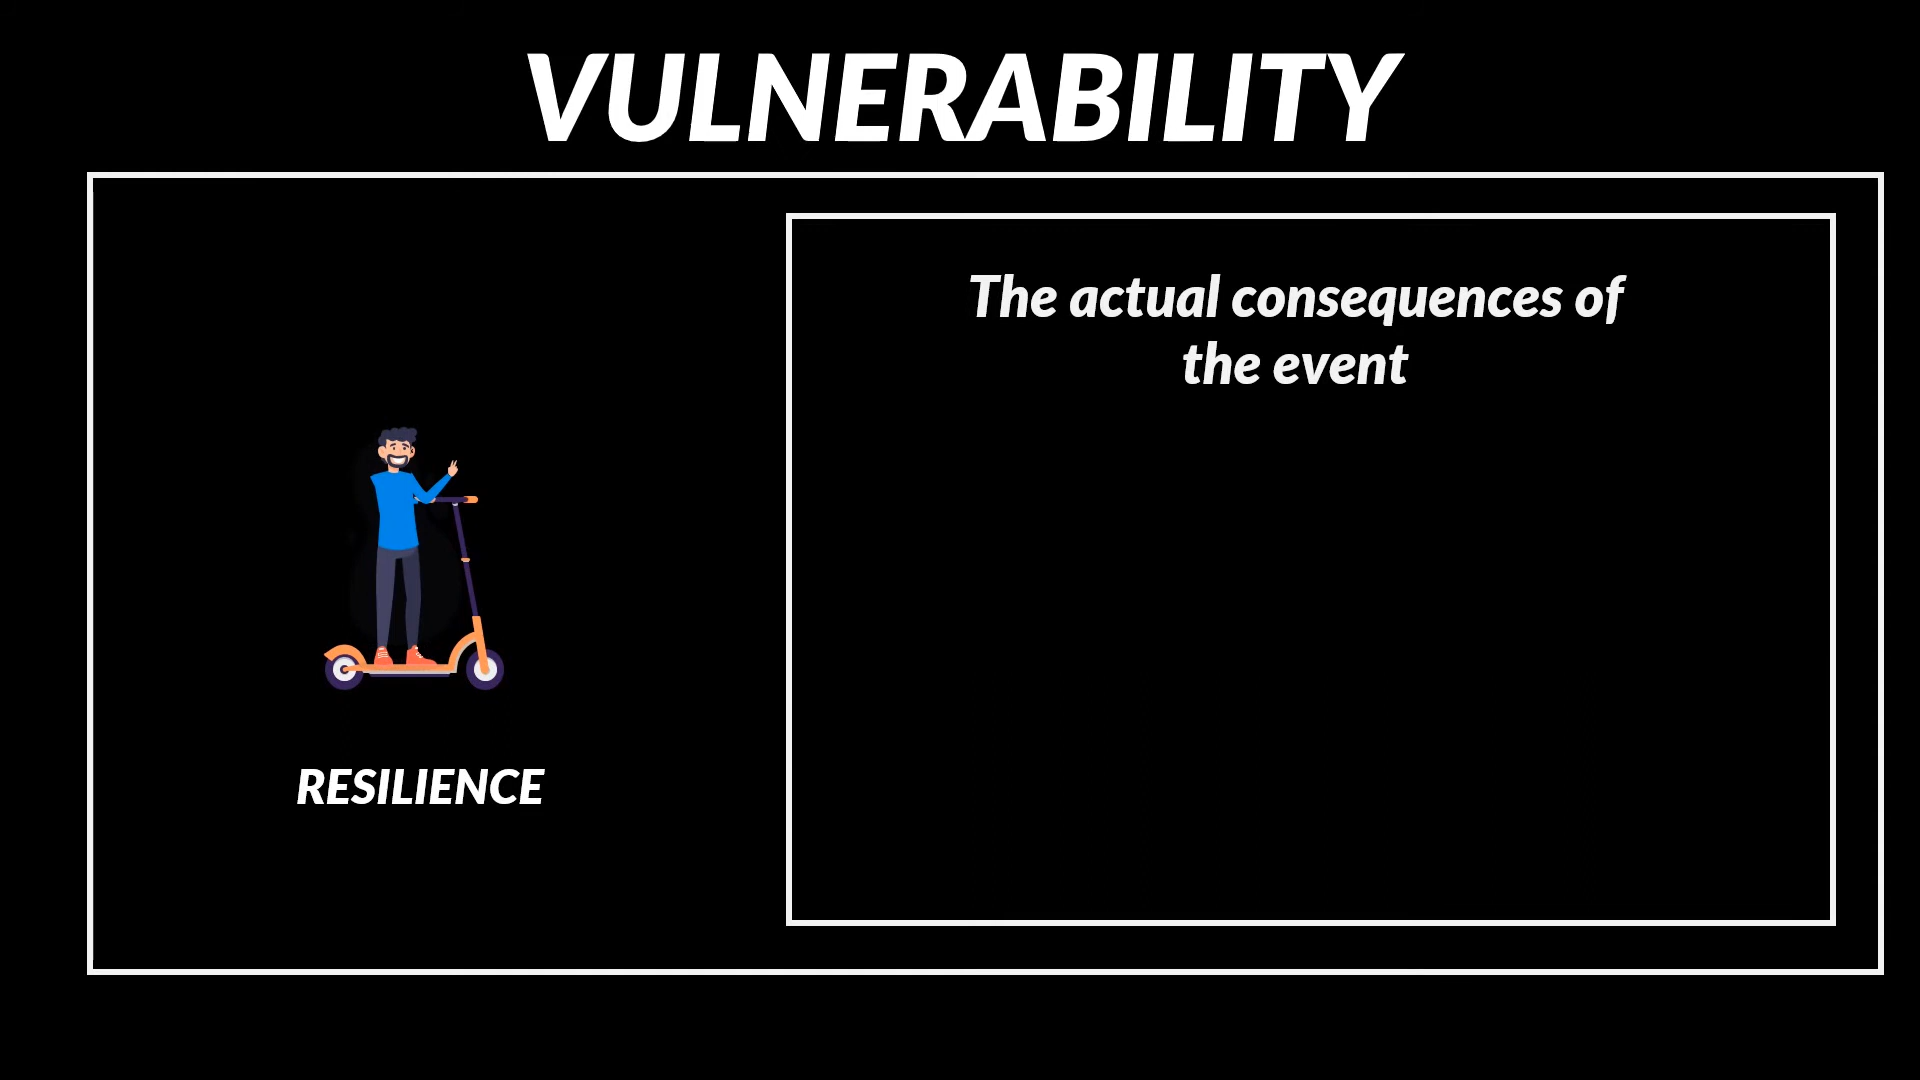 VULNERABILITY
The actual consequences of
the event
RESILIENCE